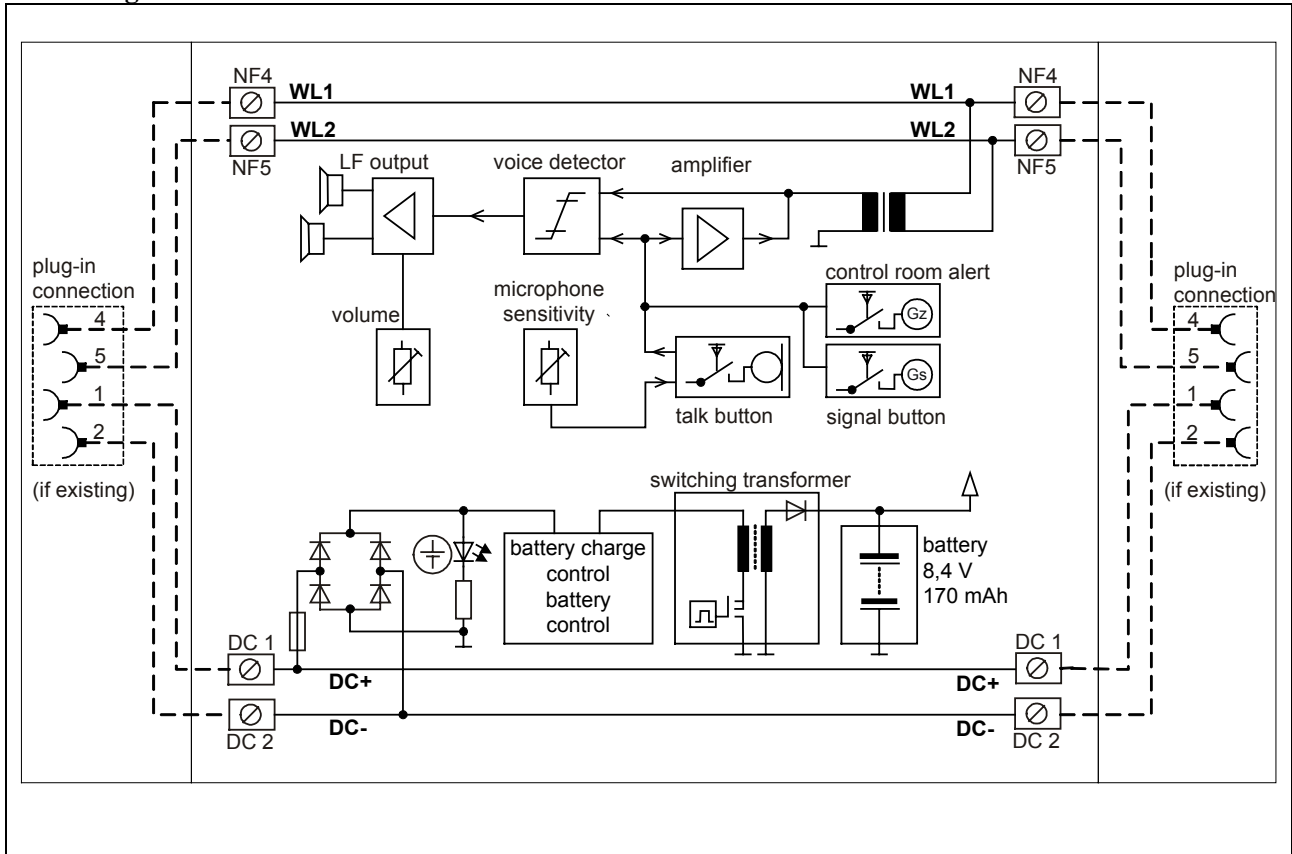 NF4
WL1
WL1
NF4
WL2
WL2
NF5
LF output
voice detector
amplifier
NF5
plug-in
connection
4
5
1
2
(if existing)
volume
microphone
sensitivity
control room alert
Gz
Gs
talk button
signal button
plug-in
connection
4
5
1
2
(if existing)
switching transformer
battery charge
control
battery
control
battery
8,4 V
170 mAh
DC 1
DC+
DC+
DC 1
DC-
DC-
DC 2
DC 2